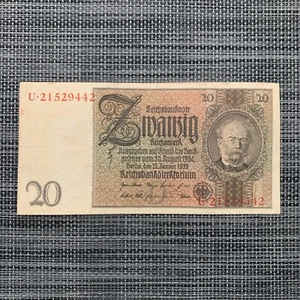 U·21529442
Reichsbanknote
20
Zwanzig
Reichsmark
Ausgegeben auf Grund des Bank-
gesetzes vom 30. August 1924
Berlin, den 22. Januar 1929
Reichsbankdirektorium
20
U·21529442